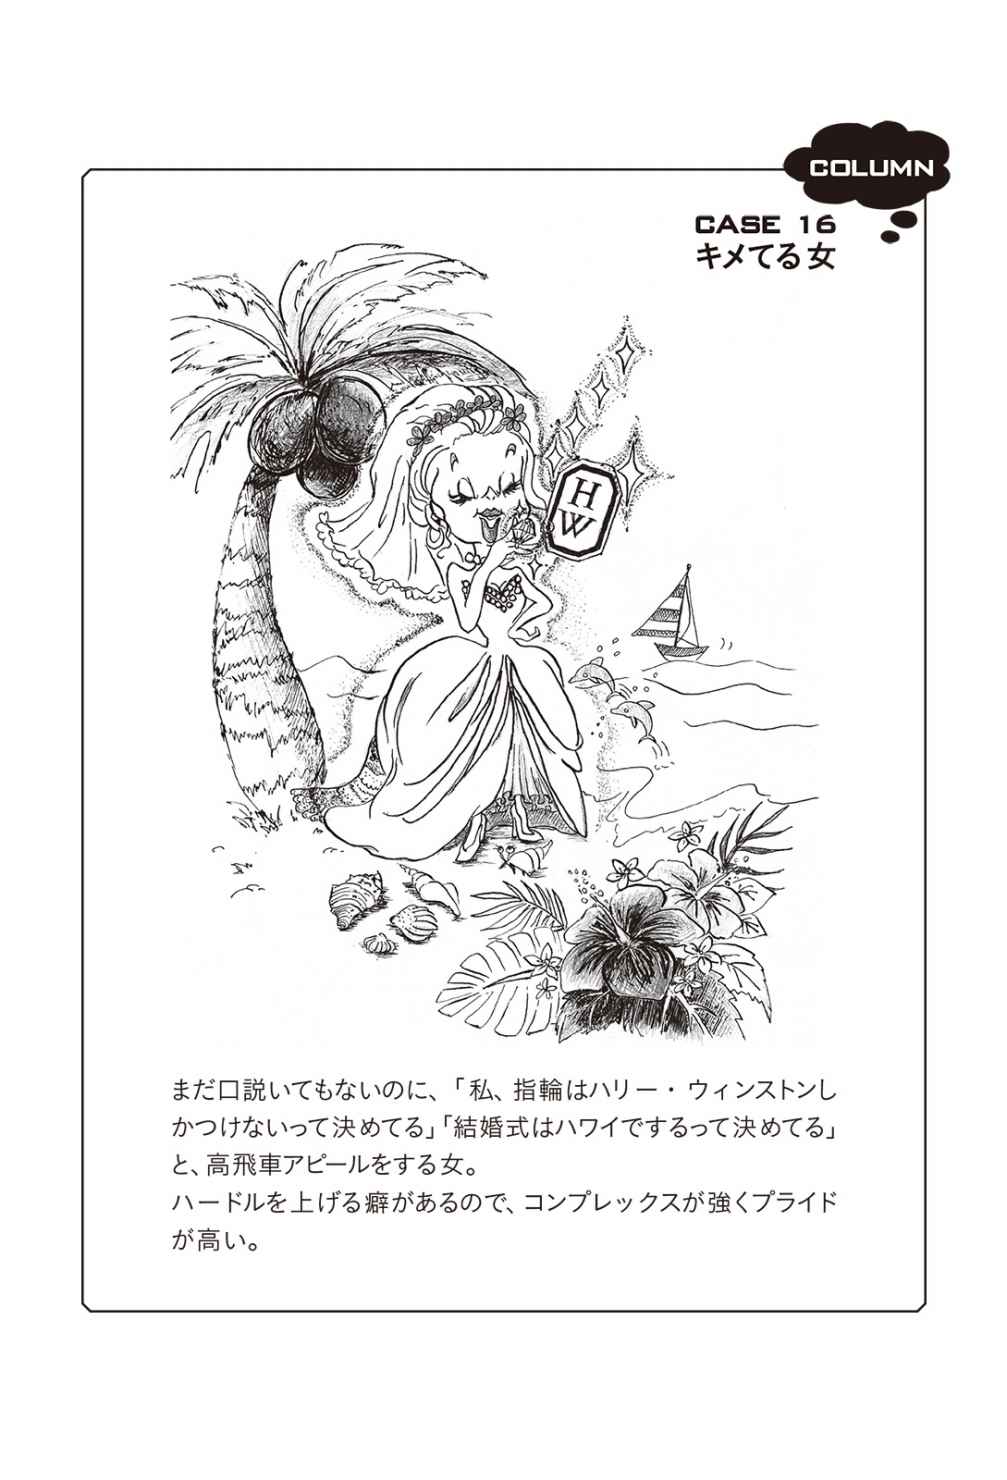 COLUMN
CASE 16
キメてる女
H
W
まだ口説いてもないのに、「私、指輪はハリー・ウィンストンし
かつけないって決めてる」「結婚式はハワイでするって決めてる」
と、高飛車アピールをする女。
ハードルを上げる癖があるので、コンプレックスが強くプライド
が高い。